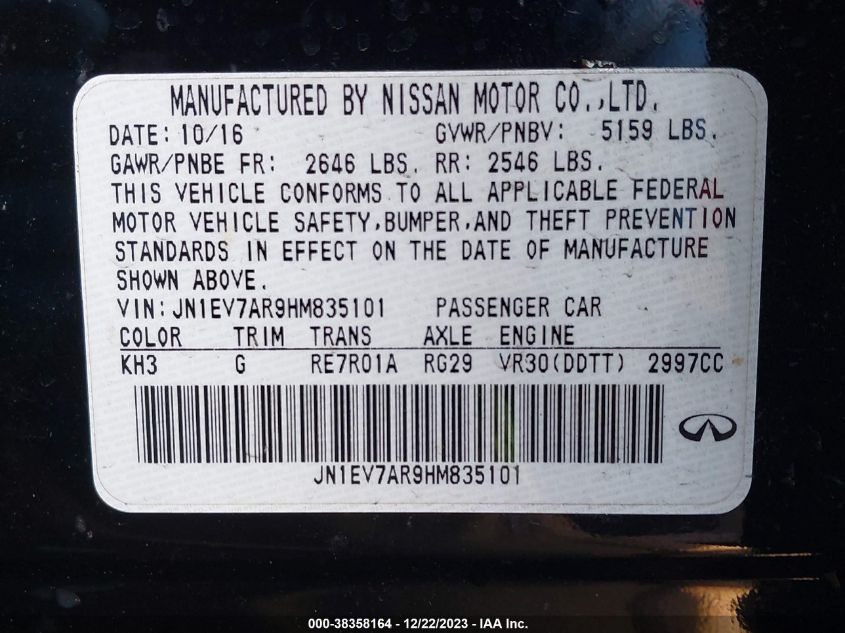 MANUFACTURED BY NISSAN MOTOR CO.,LTD.
DATE: 10/16 GVWR/PNBV: 5159 LBS.
GAWR/PNBE FR: 2646 LBS. RR: 2546 LBS.
THIS VEHICLE CONFORMS TO ALL APPLICABLE FEDERAL
MOTOR VEHICLE SAFETY,BUMPER,AND THEFT PREVENTION
STANDARDS IN EFFECT ON THE DATE OF MANUFACTURE
SHOWN ABOVE.
VIN: JN1EV7AR9HM835101 PASSENGER CAR
COLOR TRIM TRANS AXLE ENGINE
KH3 G RE7R01A RG29 VR30(DDTT) 2997CC
JN1EV7AR9HM835101
000-38358164 - 12/22/2023 - IAA Inc.